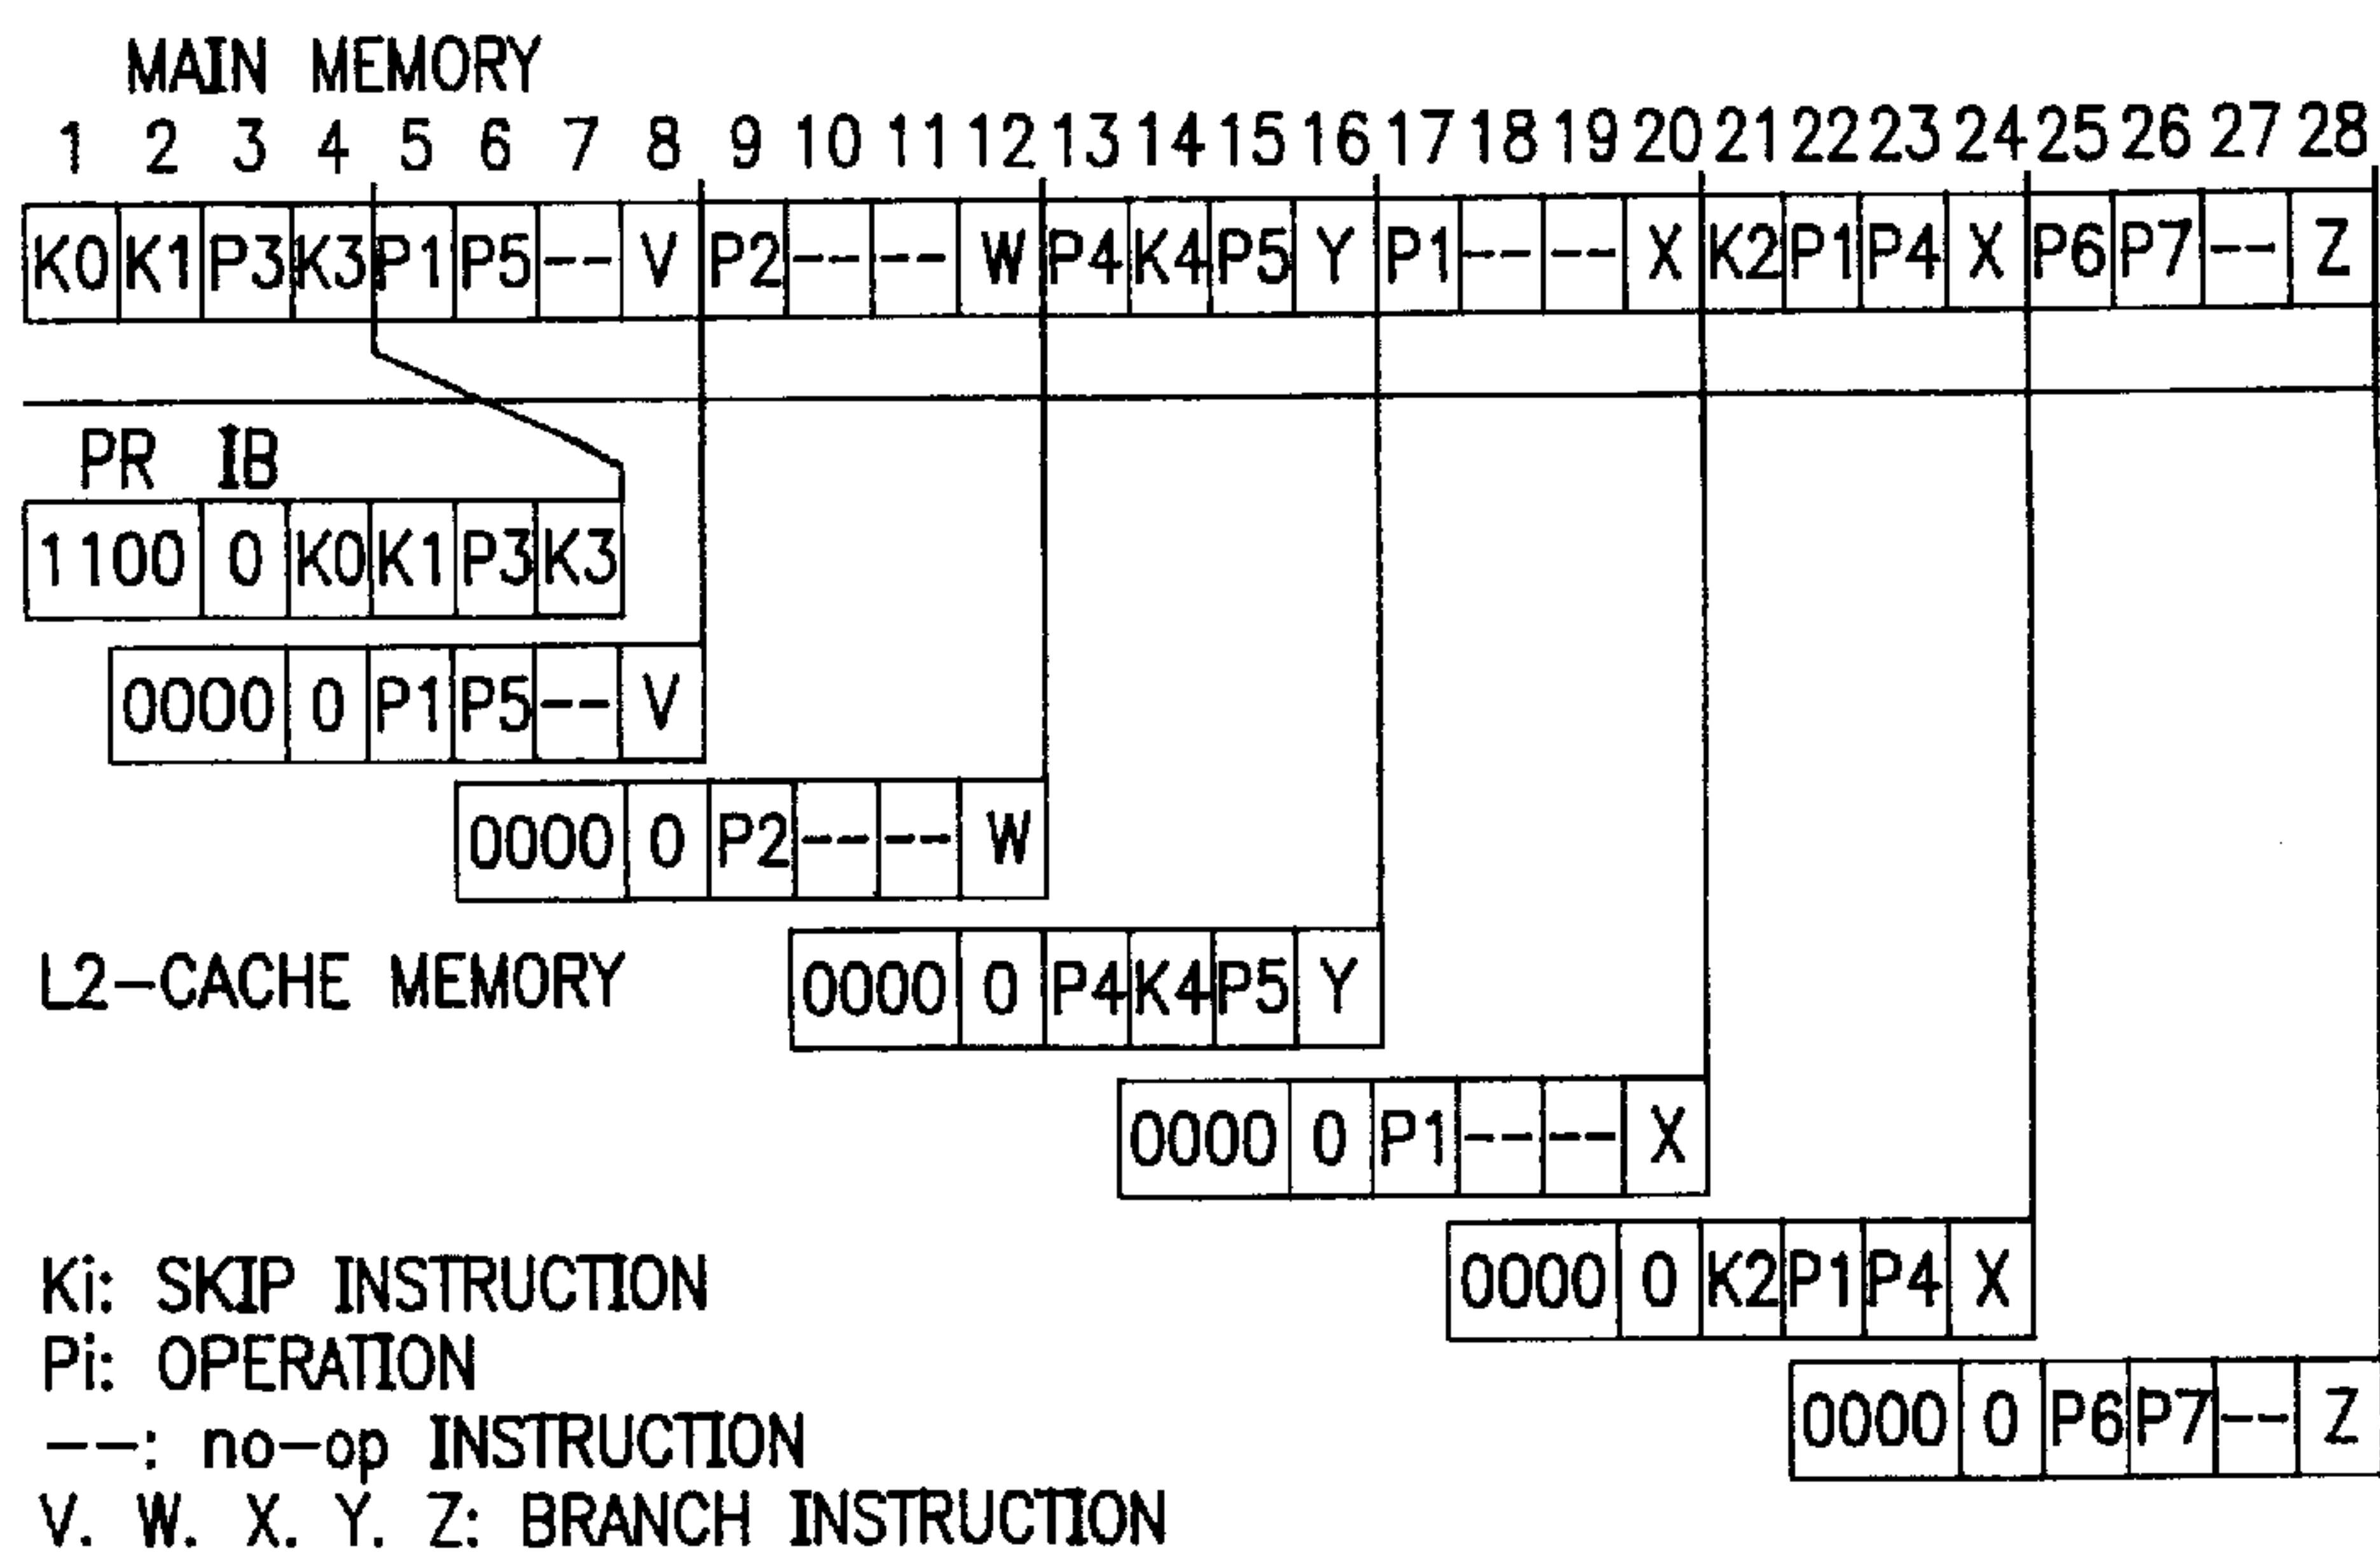 MAIN MEMORY
1 2 3 4 5 6 7 8 9 10 11 12 13 14 15 16 17 18 19 20 21 22 23 24 25 26 27 28
K0 K1 P3 K3 P1 P5 -- V P2 -- -- W P4 K4 P5 Y P1 -- -- X K2 P1 P4 X P6 P7 -- Z
PR IB
1100 0 K0 K1 P3 K3
0000 0 P1 P5 -- V
0000 0 P2 -- -- W
L2-CACHE MEMORY 0000 0 P4 K4 P5 Y
0000 0 P1 -- -- X
0000 0 K2 P1 P4 X
Ki: SKIP INSTRUCTION
Pi: OPERATION
0000 0 P6 P7 -- Z
--: no-op INSTRUCTION
V. W. X. Y. Z: BRANCH INSTRUCTION